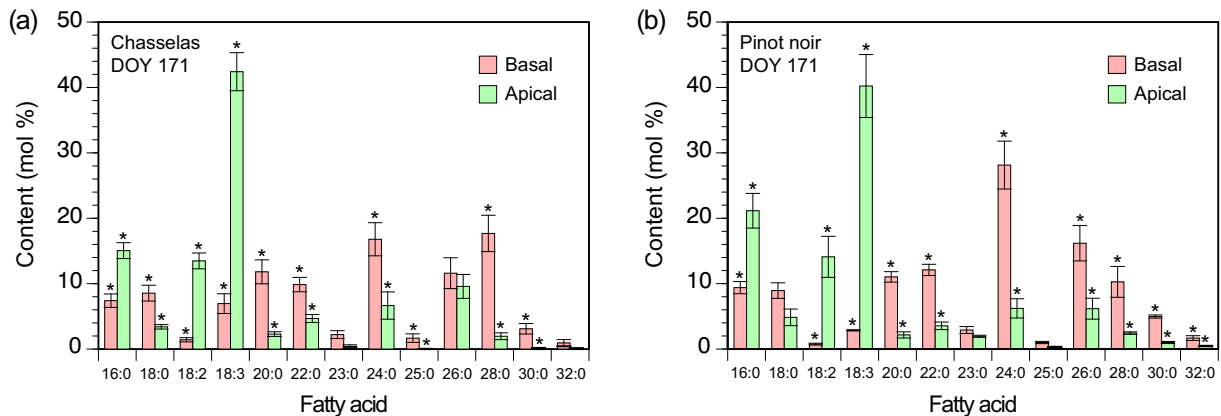 (a)
50
40
30
20
10
0
Content (mol %)
Chasselas
DOY 171
Basal
Apical
* * * * * * * * * * * * * * * * * * * *
16:0 18:0 18:2 18:3 20:0 22:0 23:0 24:0 25:0 26:0 28:0 30:0 32:0
Fatty acid
(b)
50
40
30
20
10
0
Content (mol %)
Pinot noir
DOY 171
Basal
Apical
* * * * * * * * * * * * * * * * * * * *
16:0 18:0 18:2 18:3 20:0 22:0 23:0 24:0 25:0 26:0 28:0 30:0 32:0
Fatty acid